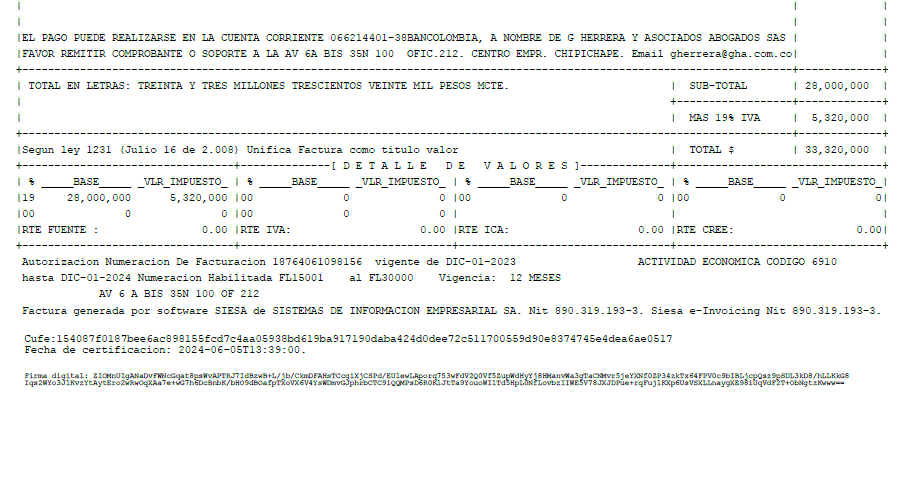 EL PAGO PUEDE REALIZARSE EN LA CUENTA CORRIENTE 066214401-38BANCOLOMBIA, A NOMBRE DE G HERRERA Y ASOCIADOS ABOGADOS SAS
FAVOR REMITIR COMPROBANTE O SOPORTE A LA AV 6A BIS 35N 100 OFIC.212. CENTRO EMPR. CHIPICHAPE. Email gherrera@gha.com.co
TOTAL EN LETRAS: TREINTA Y TRES MILLONES TRESCIENTOS VEINTE MIL PESOS MCTE. | SUB-TOTAL | 28,000,000
MAS 19% IVA | 5,320,000
Segun ley 1231 (Julio 16 de 2.008) Unifica Factura como titulo valor | TOTAL $ | 33,320,000
[ D E T A L L E D E V A L O R E S ]
| % _____BASE_____ _VLR_IMPUESTO_ | % _____BASE_____ _VLR_IMPUESTO_ | % _____BASE_____ _VLR_IMPUESTO_ | % _____BASE_____ _VLR_IMPUESTO_|
|19 28,000,000 5,320,000 |00 0 0 |00 0 0 |00 0 0|
|00 0 0 |00 0 0 | | |
|RTE FUENTE : 0.00 |RTE IVA: 0.00 |RTE ICA: 0.00 |RTE CREE: 0.00|
Autorizacion Numeracion De Facturacion 18764061098156 vigente de DIC-01-2023 ACTIVIDAD ECONOMICA CODIGO 6910
hasta DIC-01-2024 Numeracion Habilitada FL15001 al FL30000 Vigencia: 12 MESES
AV 6 A BIS 35N 100 OF 212
Factura generada por software SIESA de SISTEMAS DE INFORMACION EMPRESARIAL SA. Nit 890.319.193-3. Siesa e-Invoicing Nit 890.319.193-3.
Cufe:154087f0187bee6ac898155fcd7c4aa05938bd619ba917190daba424d0dee72c511700559d90e8374745e4dea6ae0517
Fecha de certificacion: 2024-06-05T13:39:00.
Firma digital: